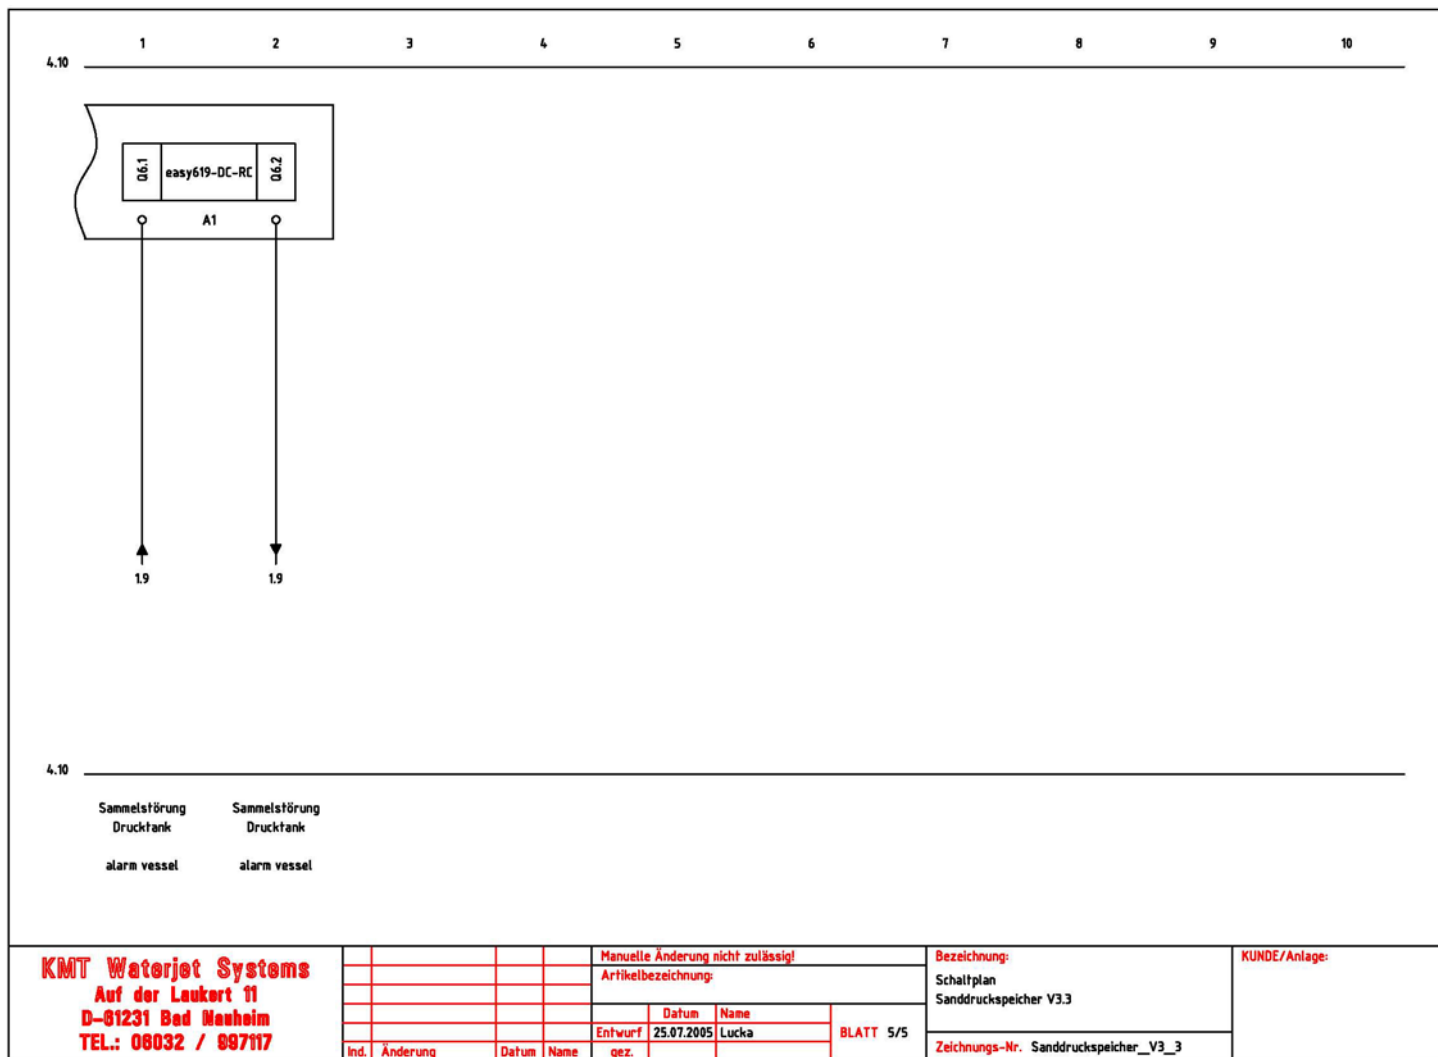 1 2 3 4 5 6 7 8 9 10
4.10
Q6.1 easy619-DC-RC Q6.2
A1
1.9 1.9
4.10
Sammelstörung Sammelstörung
Drucktank Drucktank
alarm vessel alarm vessel
KMT Waterjet Systems
Auf der Laukert 11
D-61231 Bad Nauheim
TEL.: 06032 / 997117
Ind. Änderung Datum Name
Manuelle Änderung nicht zulässig!
Artikelbezeichnung:
Datum Name
Entwurf 25.07.2005 Lucka
gez.
BLATT 5/5
Bezeichnung:
Schaltplan
Sanddruckspeicher V3.3
Zeichnungs-Nr. Sanddruckspeicher__V3__3
KUNDE/Anlage: